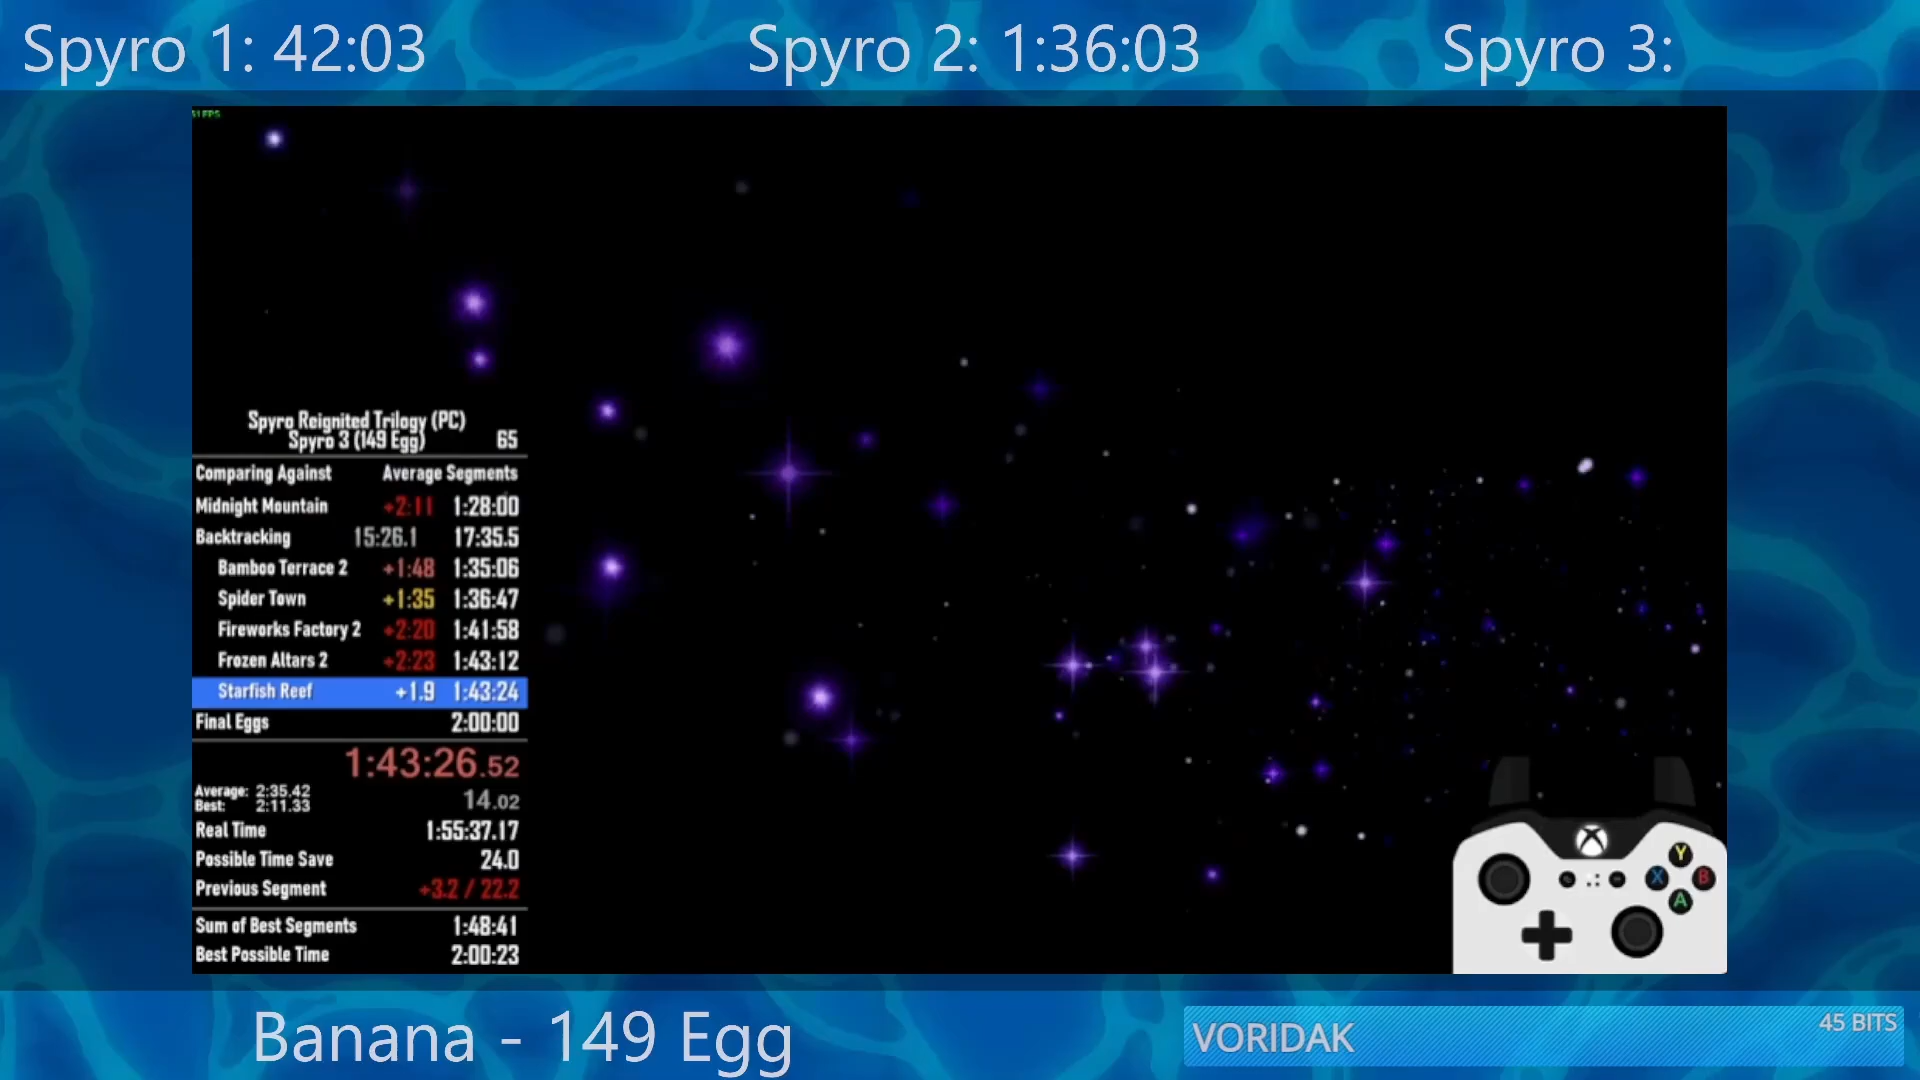 Spyro 1: 42:03
Spyro 2: 1:36:03
Spyro 3:
51 FPS
Spyro Reignited Trilogy (PC)
Spyro 3 (149 Egg) 65
Comparing Against Average Segments
Midnight Mountain +2:11 1:28:00
Backtracking 15:26.1 17:35.5
Bamboo Terrace 2 +1:48 1:35:06
Spider Town +1:35 1:36:47
Fireworks Factory 2 +2:20 1:41:58
Frozen Altars 2 +2:23 1:43:12
Starfish Reef +1.9 1:43:24
Final Eggs 2:00:00
1:43:26.52
Average: 2:35.42
Best: 2:11.33
14.02
Real Time 1:55:37.17
Possible Time Save 24.0
Previous Segment +3.2 / 22.2
Sum of Best Segments 1:48:41
Best Possible Time 2:00:23
Y
X B
A
Banana - 149 Egg
VORIDAK
45 BITS